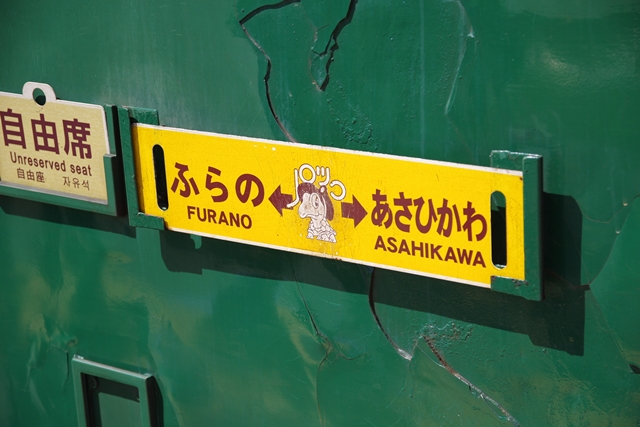 自由席
Unreserved seat
自由座 자유석
ふらの
FURANO
あさひかわ
ASAHIKAWA